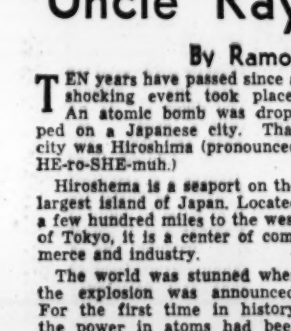 Uncle Ray
By Ramo
TEN years have passed since
shocking event took place
An atomic bomb was drop
ped on a Japanese city. Tha
city was Hiroshima (pronounce
HE-ro-SHE-muh.)
Hiroshema is a seaport on th
largest island of Japan. Locate
a few hundred miles to the wes
of Tokyo, it is a center of com
merce and industry.
The world was stunned whe
the explosion was announce
For the first time in history
the power in atoms had bee